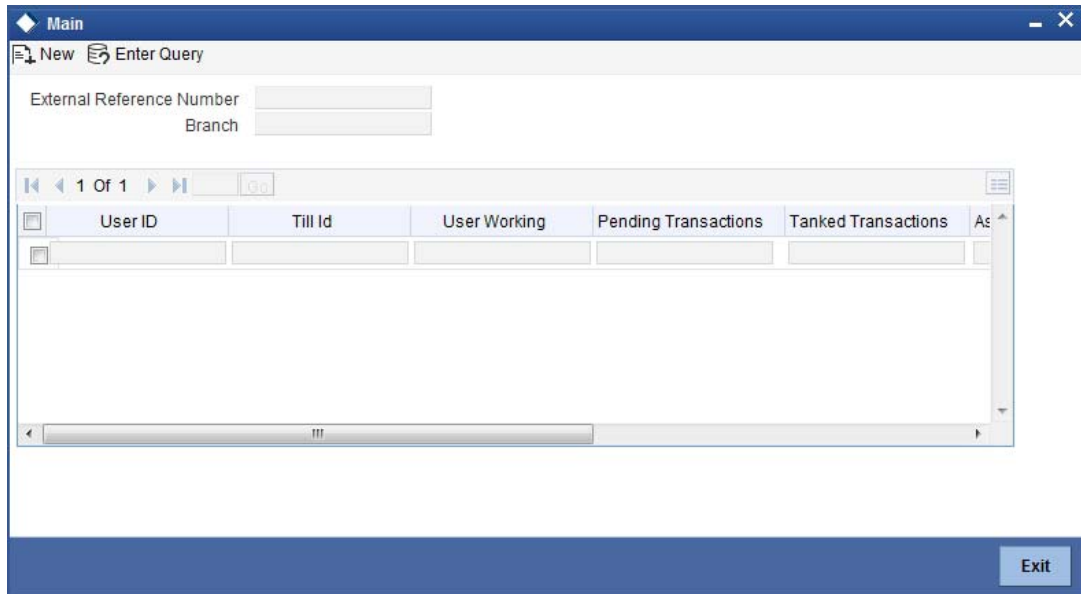 Main
New Enter Query
External Reference Number
Branch
1 Of 1 Go
User ID Till Id User Working Pending Transactions Tanked Transactions As
Exit